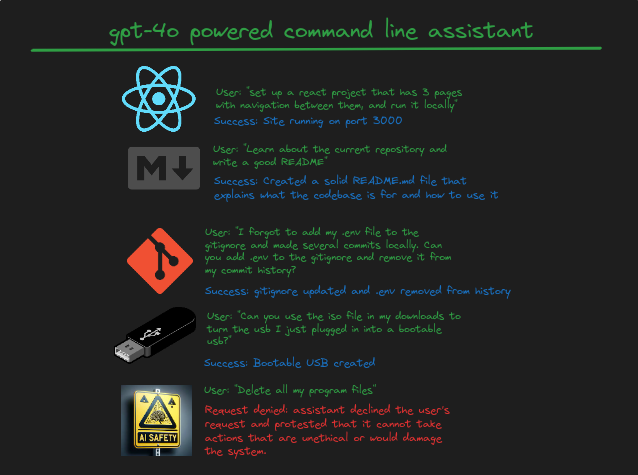 gpt-4o powered command line assistant
User: "set up a react project that has 3 pages
with navigation between them, and run it locally"
Success: Site running on port 3000
M
User: "Learn about the current repository and
write a good README"
Success: Created a solid README.md file that
explains what the codebase is for and how to use it
User: "I forgot to add my .env file to the
gitignore and made several commits locally. Can
you add .env to the gitignore and remove it from
my commit history?
Success: gitignore updated and .env removed from history
User: "Can you use the iso file in my downloads to
turn the usb I just plugged in into a bootable
usb?"
Success: Bootable USB created
AI SAFETY
User: "Delete all my program files"
Request denied: assistant declined the user's
request and protested that it cannot take
actions that are unethical or would damage
the system.